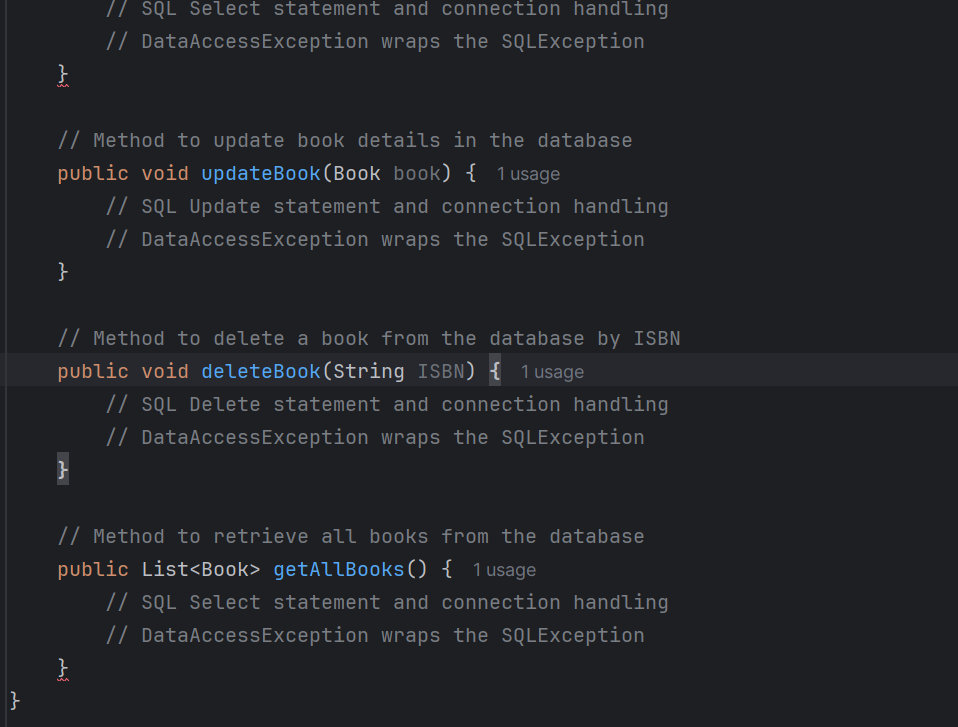 // SQL Select statement and connection handling
        // DataAccessException wraps the SQLException
    }

    // Method to update book details in the database
    public void updateBook(Book book) {  1 usage
        // SQL Update statement and connection handling
        // DataAccessException wraps the SQLException
    }

    // Method to delete a book from the database by ISBN
    public void deleteBook(String ISBN) {  1 usage
        // SQL Delete statement and connection handling
        // DataAccessException wraps the SQLException
    }

    // Method to retrieve all books from the database
    public List<Book> getAllBooks() {  1 usage
        // SQL Select statement and connection handling
        // DataAccessException wraps the SQLException
    }
}